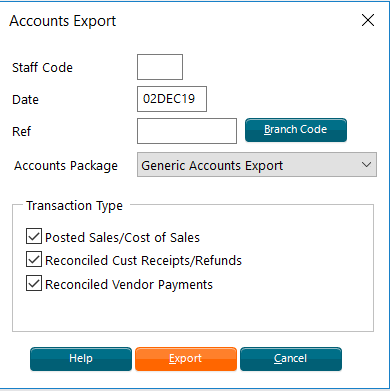 Accounts Export
Staff Code
Date 02DEC19
Ref Branch Code
Accounts Package Generic Accounts Export
Transaction Type
Posted Sales/Cost of Sales
Reconciled Cust Receipts/Refunds
Reconciled Vendor Payments
Help Export Cancel